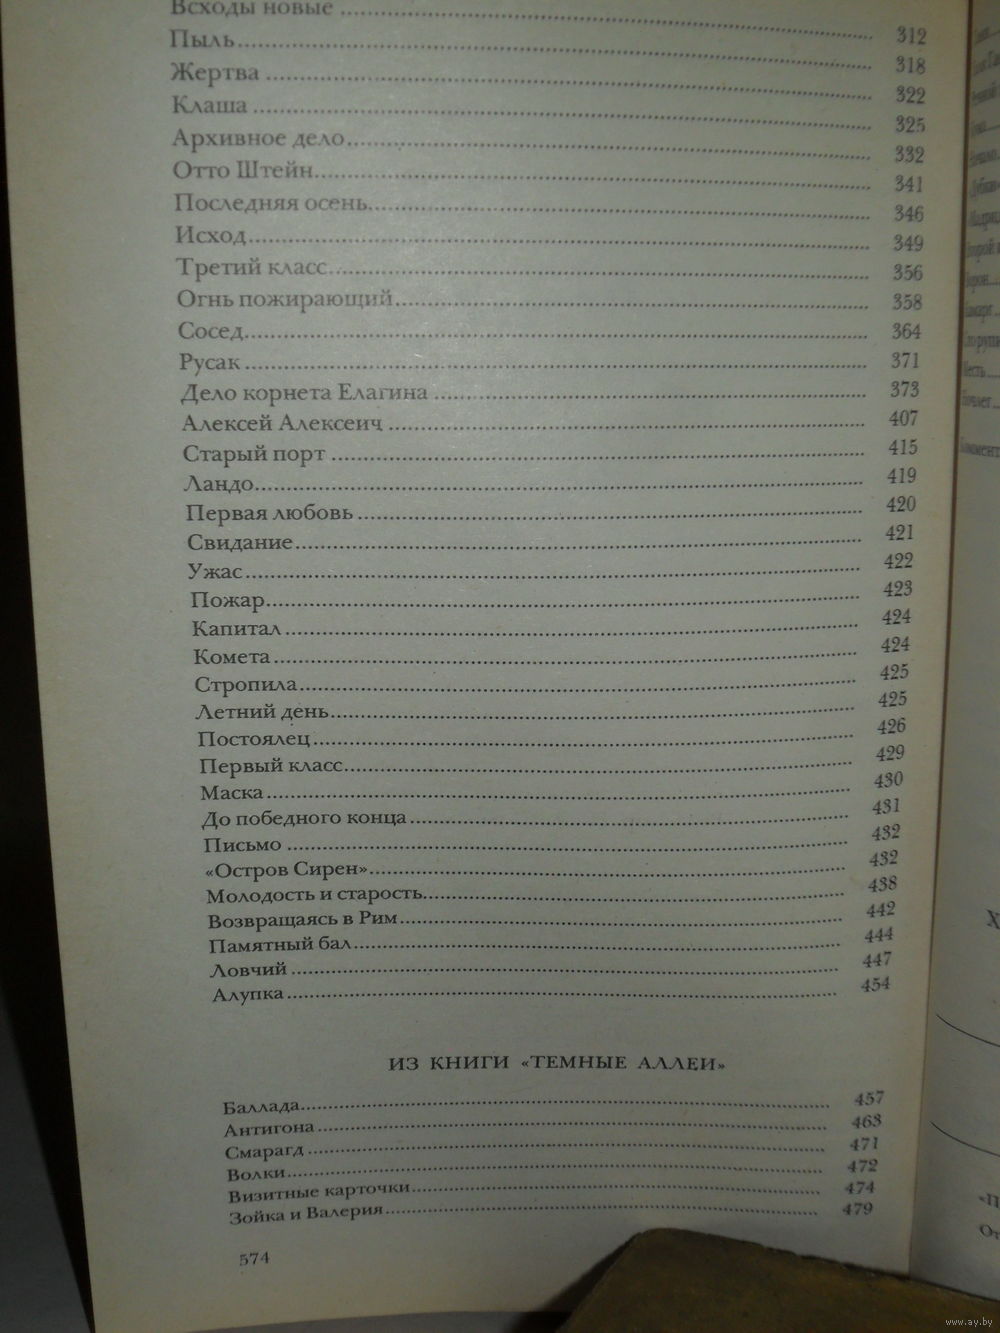 Всходы новые ........ 312
Пыль ........ 318
Жертва ........ 322
Клаша ........ 325
Архивное дело ........ 332
Отто Штейн ........ 341
Последняя осень ........ 346
Исход ........ 349
Третий класс ........ 356
Огнь пожирающий ........ 358
Сосед ........ 364
Русак ........ 371
Дело корнета Елагина ........ 373
Алексей Алексеич ........ 407
Старый порт ........ 415
Ландо ........ 419
Первая любовь ........ 420
Свидание ........ 421
Ужас ........ 422
Пожар ........ 423
Капитал ........ 424
Комета ........ 424
Стропила ........ 425
Летний день ........ 425
Постоялец ........ 426
Первый класс ........ 429
Маска ........ 430
До победного конца ........ 431
Письмо ........ 432
«Остров Сирен» ........ 432
Молодость и старость ........ 438
Возвращаясь в Рим ........ 442
Памятный бал ........ 444
Ловчий ........ 447
Алупка ........ 454
ИЗ КНИГИ «ТЕМНЫЕ АЛЛЕИ»
Баллада ........ 457
Антигона ........ 463
Смарагд ........ 471
Волки ........ 472
Визитные карточки ........ 474
Зойка и Валерия ........ 479
574
www.ay.by